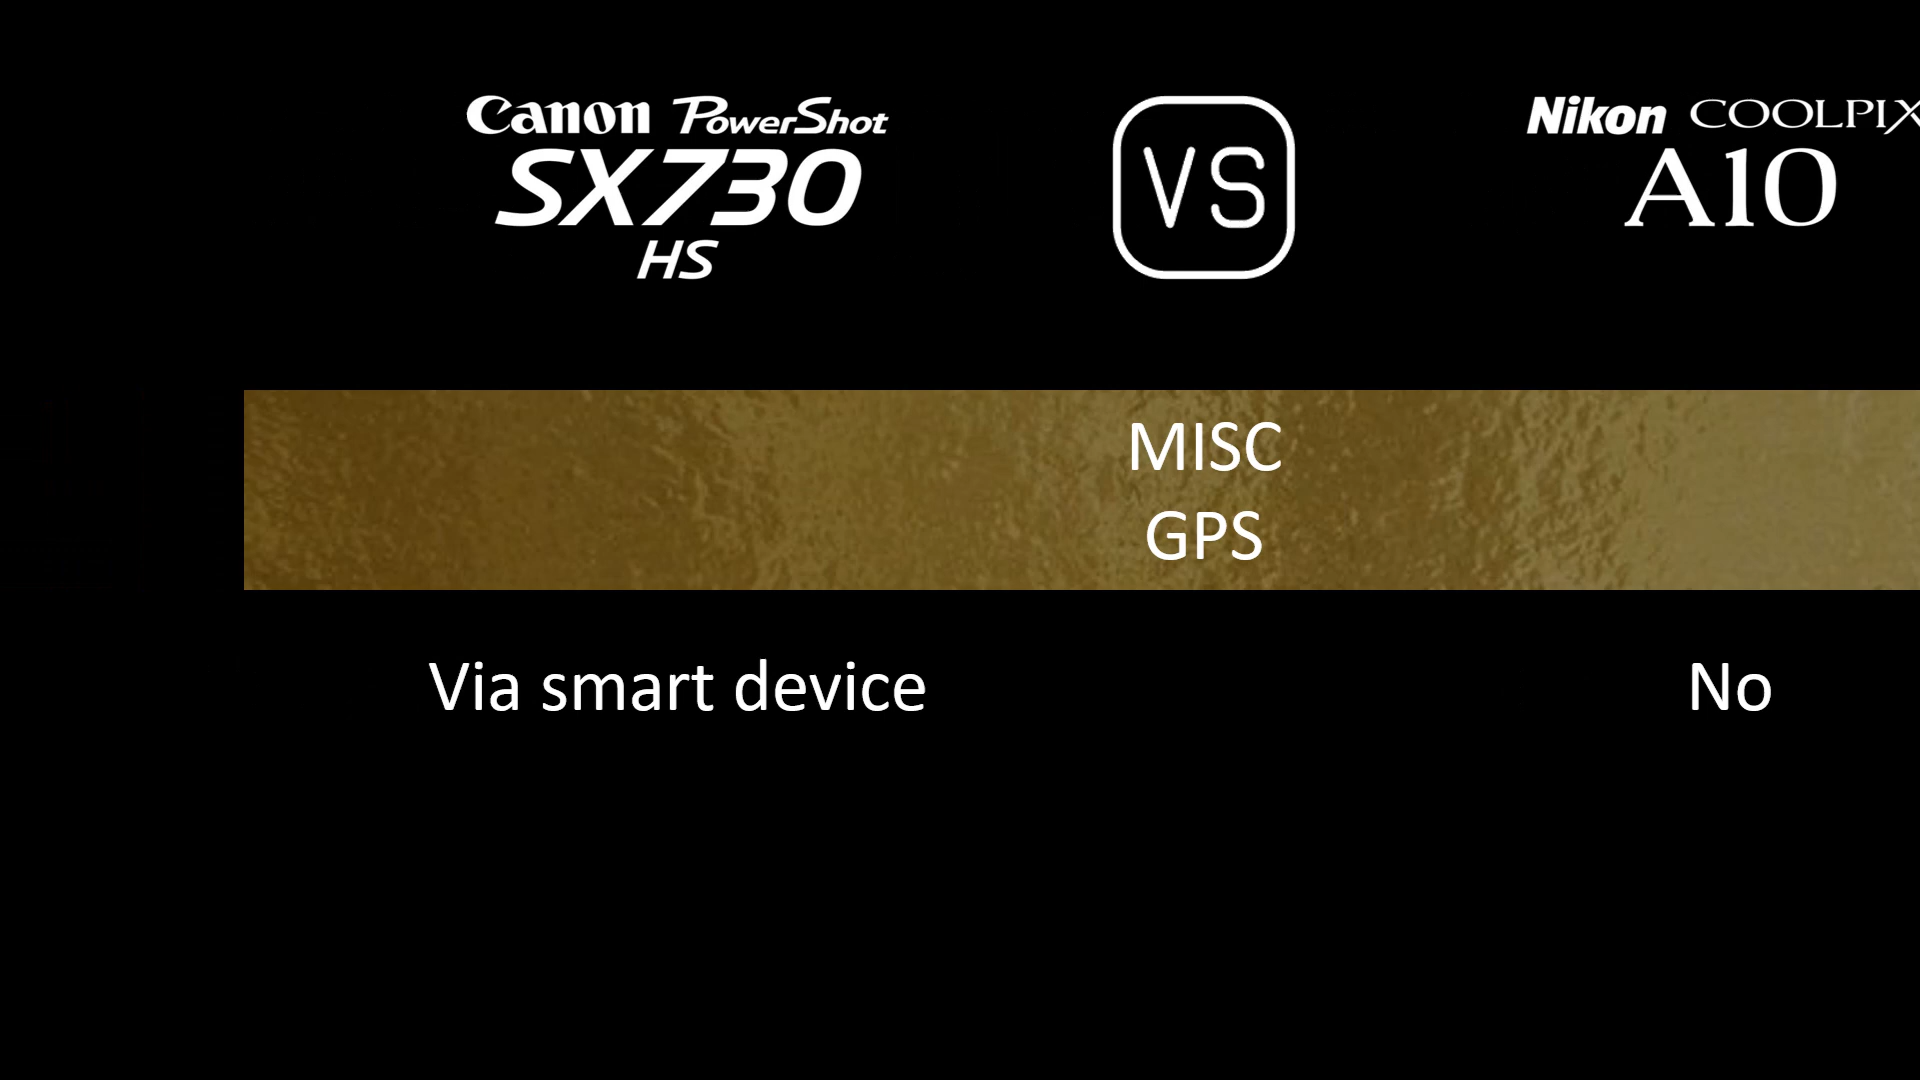 Canon PowerShot
SX730
HS
VS
Nikon COOLPIX
A10
MISC
GPS
Via smart device
No